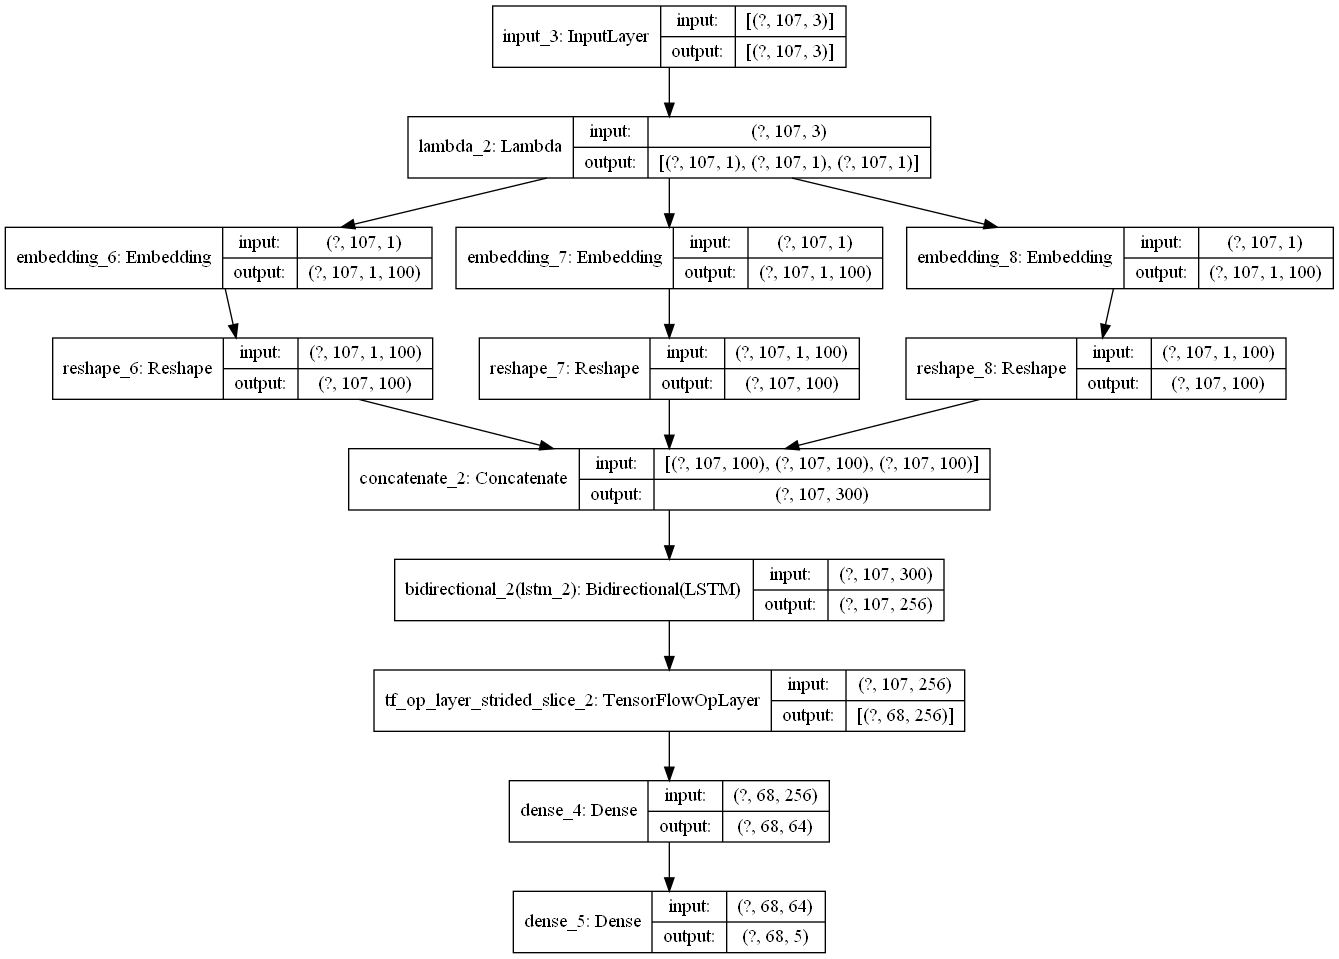 input_3: InputLayer
input: [(?, 107, 3)]
output: [(?, 107, 3)]
lambda_2: Lambda
input: (?, 107, 3)
output: [(?, 107, 1), (?, 107, 1), (?, 107, 1)]
embedding_6: Embedding
input: (?, 107, 1)
output: (?, 107, 1, 100)
embedding_7: Embedding
input: (?, 107, 1)
output: (?, 107, 1, 100)
embedding_8: Embedding
input: (?, 107, 1)
output: (?, 107, 1, 100)
reshape_6: Reshape
input: (?, 107, 1, 100)
output: (?, 107, 100)
reshape_7: Reshape
input: (?, 107, 1, 100)
output: (?, 107, 100)
reshape_8: Reshape
input: (?, 107, 1, 100)
output: (?, 107, 100)
concatenate_2: Concatenate
input: [(?, 107, 100), (?, 107, 100), (?, 107, 100)]
output: (?, 107, 300)
bidirectional_2(lstm_2): Bidirectional(LSTM)
input: (?, 107, 300)
output: (?, 107, 256)
tf_op_layer_strided_slice_2: TensorFlowOpLayer
input: (?, 107, 256)
output: [(?, 68, 256)]
dense_4: Dense
input: (?, 68, 256)
output: (?, 68, 64)
dense_5: Dense
input: (?, 68, 64)
output: (?, 68, 5)